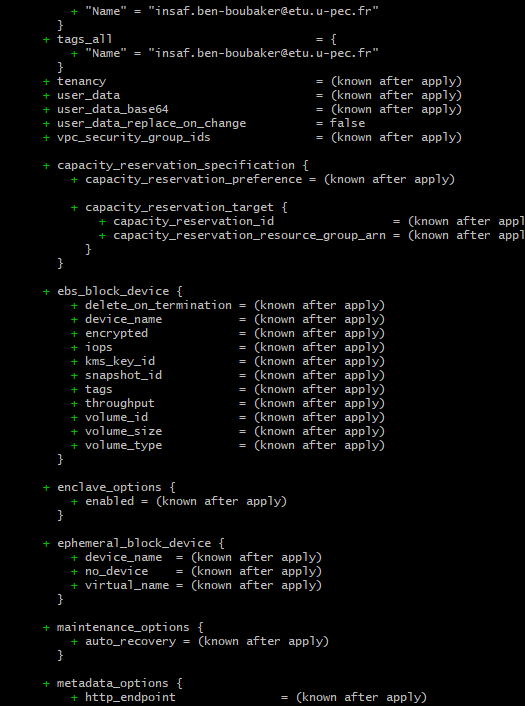 + "Name" = "insaf.ben-boubaker@etu.u-pec.fr"
}
+ tags_all = {
+ "Name" = "insaf.ben-boubaker@etu.u-pec.fr"
}
+ tenancy = (known after apply)
+ user_data = (known after apply)
+ user_data_base64 = (known after apply)
+ user_data_replace_on_change = false
+ vpc_security_group_ids = (known after apply)
+ capacity_reservation_specification {
+ capacity_reservation_preference = (known after apply)
+ capacity_reservation_target {
+ capacity_reservation_id = (known after appl
+ capacity_reservation_resource_group_arn = (known after appl
}
}
+ ebs_block_device {
+ delete_on_termination = (known after apply)
+ device_name = (known after apply)
+ encrypted = (known after apply)
+ iops = (known after apply)
+ kms_key_id = (known after apply)
+ snapshot_id = (known after apply)
+ tags = (known after apply)
+ throughput = (known after apply)
+ volume_id = (known after apply)
+ volume_size = (known after apply)
+ volume_type = (known after apply)
}
+ enclave_options {
+ enabled = (known after apply)
}
+ ephemeral_block_device {
+ device_name = (known after apply)
+ no_device = (known after apply)
+ virtual_name = (known after apply)
}
+ maintenance_options {
+ auto_recovery = (known after apply)
}
+ metadata_options {
+ http_endpoint = (known after apply)